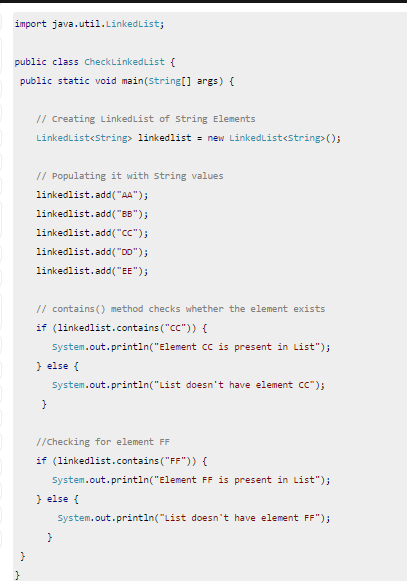 import java.util.LinkedList;
public class CheckLinkedList {
public static void main(String[] args) {
// Creating LinkedList of String Elements
LinkedList<String> linkedlist = new LinkedList<String>();
// Populating it with String values
linkedlist.add("AA");
linkedlist.add("BB");
linkedlist.add("CC");
linkedlist.add("DD");
linkedlist.add("EE");
// contains() method checks whether the element exists
if (linkedlist.contains("CC")) {
System.out.println("Element CC is present in List");
} else {
System.out.println("List doesn't have element CC");
}
//Checking for element FF
if (linkedlist.contains("FF")) {
System.out.println("Element FF is present in List");
} else {
System.out.println("List doesn't have element FF");
}
}
}